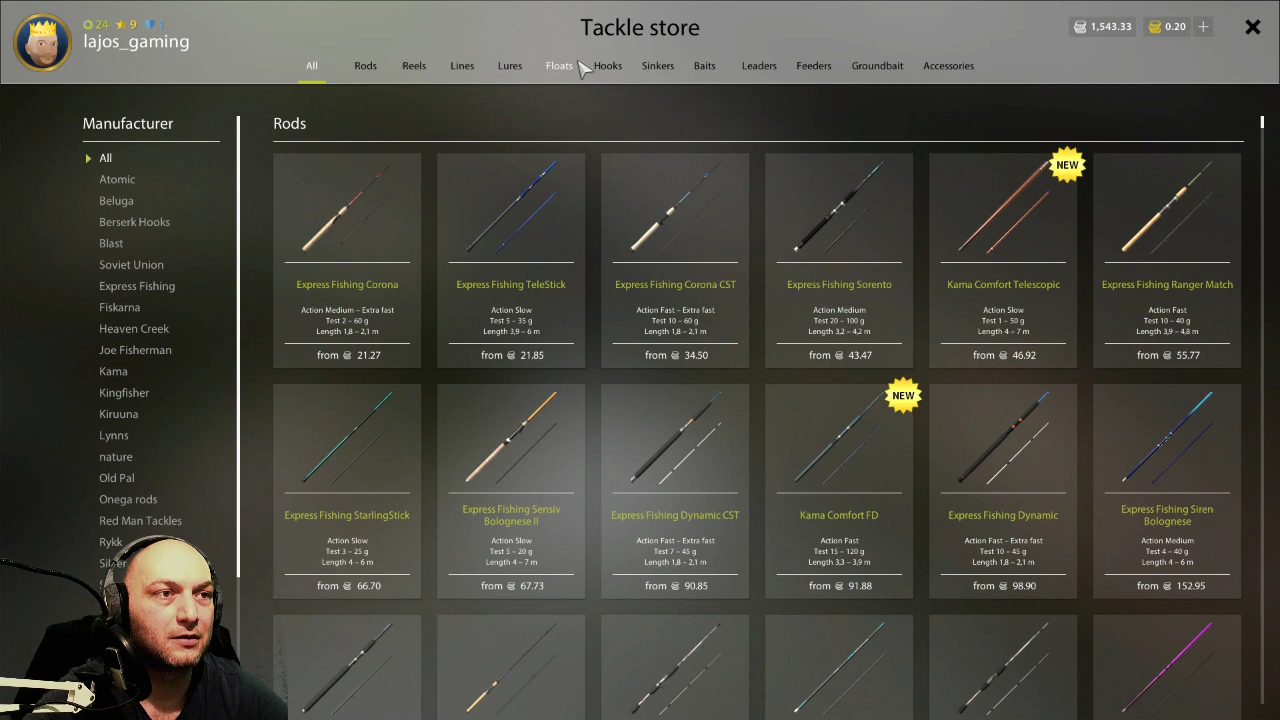 24 9 1
lajos_gaming
Tackle store
1,543.33 0.20 +
All Rods Reels Lines Lures Floats Hooks Sinkers Baits Leaders Feeders Groundbait Accessories
Manufacturer
All
Atomic
Beluga
Berserk Hooks
Blast
Soviet Union
Express Fishing
Fiskarna
Heaven Creek
Joe Fisherman
Kama
Kingfisher
Kiruuna
Lynns
nature
Old Pal
Onega rods
Red Man Tackles
Rykk
Rods
Express Fishing Corona
Action Medium – Extra fast
Test 2 – 60 g
Length 1,8 – 2,1 m
from 21.27
Express Fishing TeleStick
Action Slow
Test 5 – 35 g
Length 3,9 – 6 m
from 21.85
Express Fishing Corona CST
Action Fast – Extra fast
Test 10 – 60 g
Length 1,8 – 2,1 m
from 34.50
Express Fishing Sorento
Action Medium
Test 20 – 100 g
Length 3,2 – 4,2 m
from 43.47
NEW
Kama Comfort Telescopic
Action Slow
Test 1 – 50 g
Length 4 – 7 m
from 46.92
Express Fishing Ranger Match
Action Fast
Test 10 – 40 g
Length 3,9 – 4,8 m
from 55.77
Express Fishing StarlingStick
Action Slow
Test 3 – 25 g
Length 4 – 6 m
from 66.70
Express Fishing Sensiv
Bolognese II
Action Slow
Test 5 – 20 g
Length 4 – 7 m
from 67.73
Express Fishing Dynamic CST
Action Fast – Extra fast
Test 7 – 45 g
Length 1,8 – 2,1 m
from 90.85
NEW
Kama Comfort FD
Action Fast
Test 15 – 120 g
Length 3,3 – 3,9 m
from 91.88
Express Fishing Dynamic
Action Fast – Extra fast
Test 10 – 45 g
Length 1,8 – 2,1 m
from 98.90
Express Fishing Siren
Bolognese
Action Medium
Test 4 – 40 g
Length 4 – 6 m
from 152.95